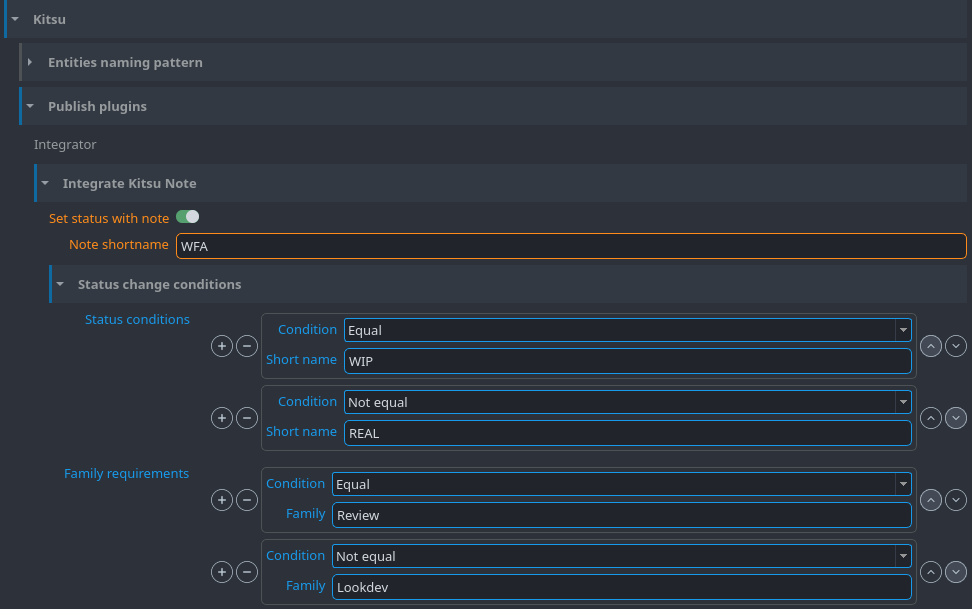 Kitsu
Entities naming pattern
Publish plugins
Integrator
Integrate Kitsu Note
Set status with note
Note shortname WFA
Status change conditions
Status conditions
Condition Equal
Short name WIP
Condition Not equal
Short name REAL
Family requirements
Condition Equal
Family Review
Condition Not equal
Family Lookdev